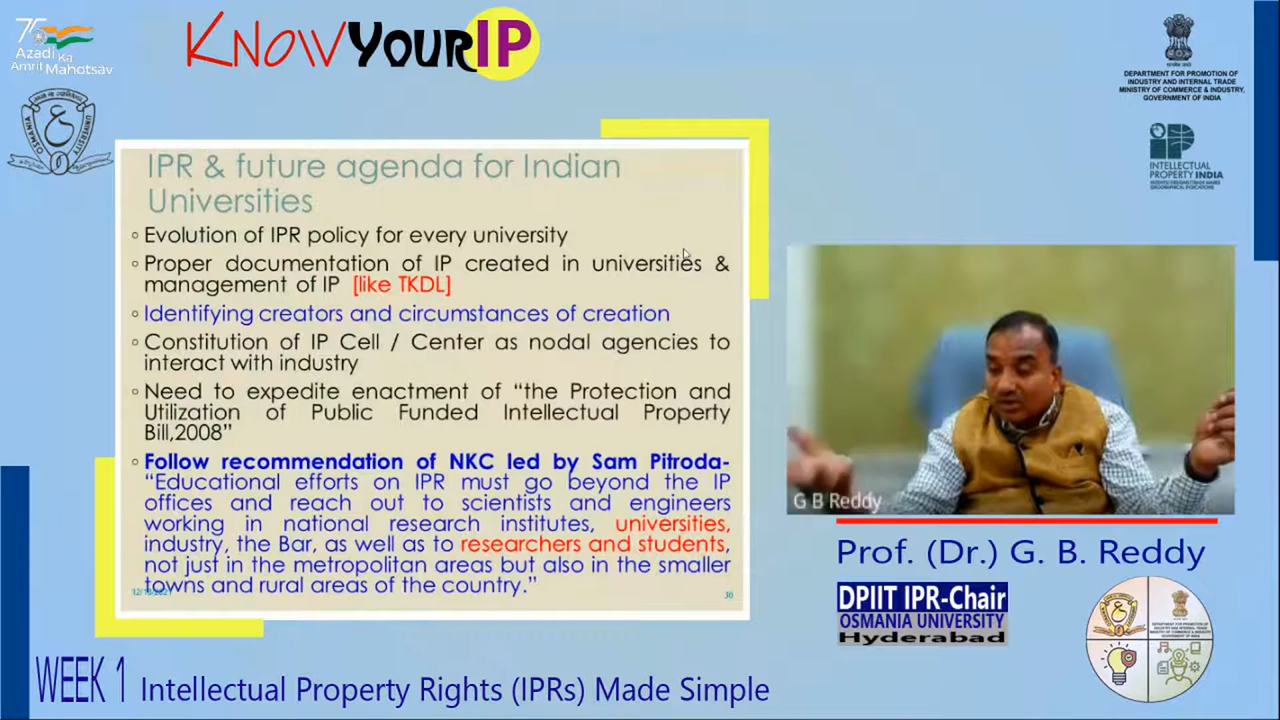 75
Azadi Ka
Amrit Mahotsav
KNOW YOUR IP
DEPARTMENT FOR PROMOTION OF
INDUSTRY AND INTERNAL TRADE
MINISTRY OF COMMERCE & INDUSTRY,
GOVERNMENT OF INDIA
OSMANIA UNIVERSITY
iP
INTELLECTUAL
PROPERTY INDIA
IPR & future agenda for Indian
Universities
Evolution of IPR policy for every university
Proper documentation of IP created in universities &
management of IP [like TKDL]
Identifying creators and circumstances of creation
Constitution of IP Cell / Center as nodal agencies to
interact with industry
Need to expedite enactment of “the Protection and
Utilization of Public Funded Intellectual Property
Bill,2008”
Follow recommendation of NKC led by Sam Pitroda-
“Educational efforts on IPR must go beyond the IP
offices and reach out to scientists and engineers
working in national research institutes, universities,
industry, the Bar, as well as to researchers and students,
not just in the metropolitan areas but also in the smaller
towns and rural areas of the country.”
30
G B Reddy
Prof. (Dr.) G. B. Reddy
DPIIT IPR-Chair
OSMANIA UNIVERSITY
Hyderabad
WEEK 1 Intellectual Property Rights (IPRs) Made Simple